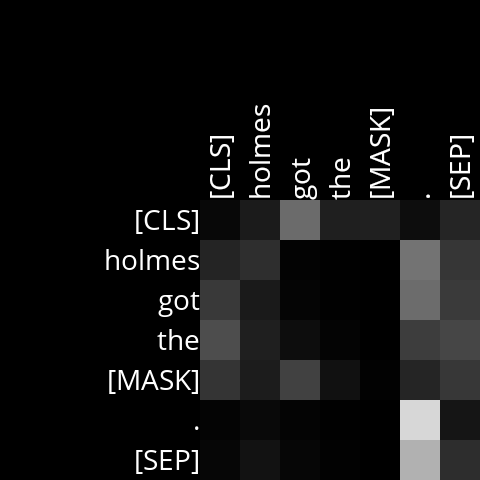 [CLS] holmes got the [MASK] . [SEP]
[CLS]
holmes
got
the
[MASK]
.
[SEP]